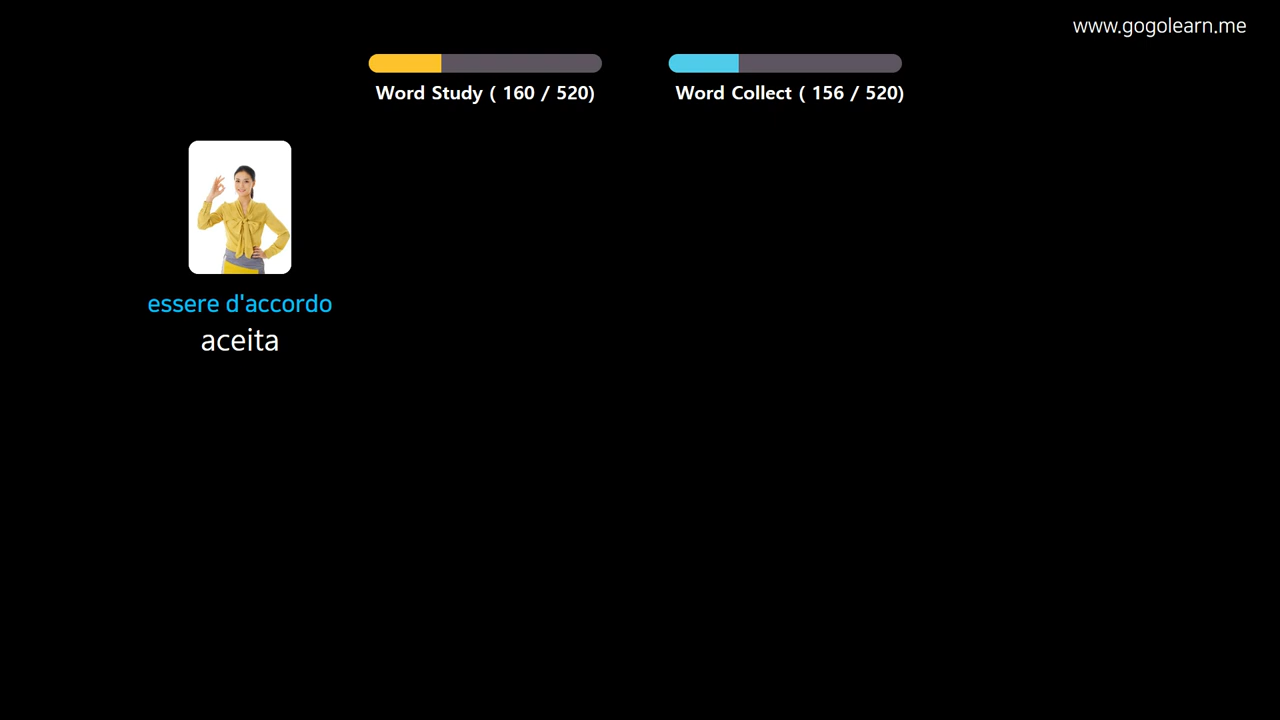 www.gogolearn.me
Word Study ( 160 / 520)
Word Collect ( 156 / 520)
essere d'accordo
aceita